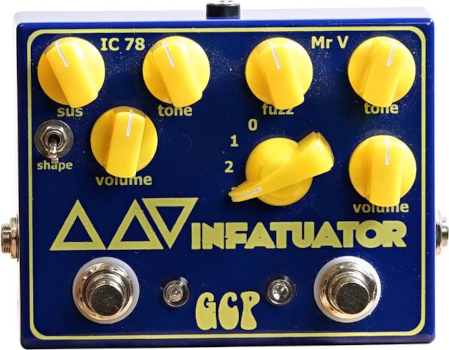 IC 78 Mr V
sus tone fuzz tone
0
1
2
shape
volume volume
INFATUATOR
GCP